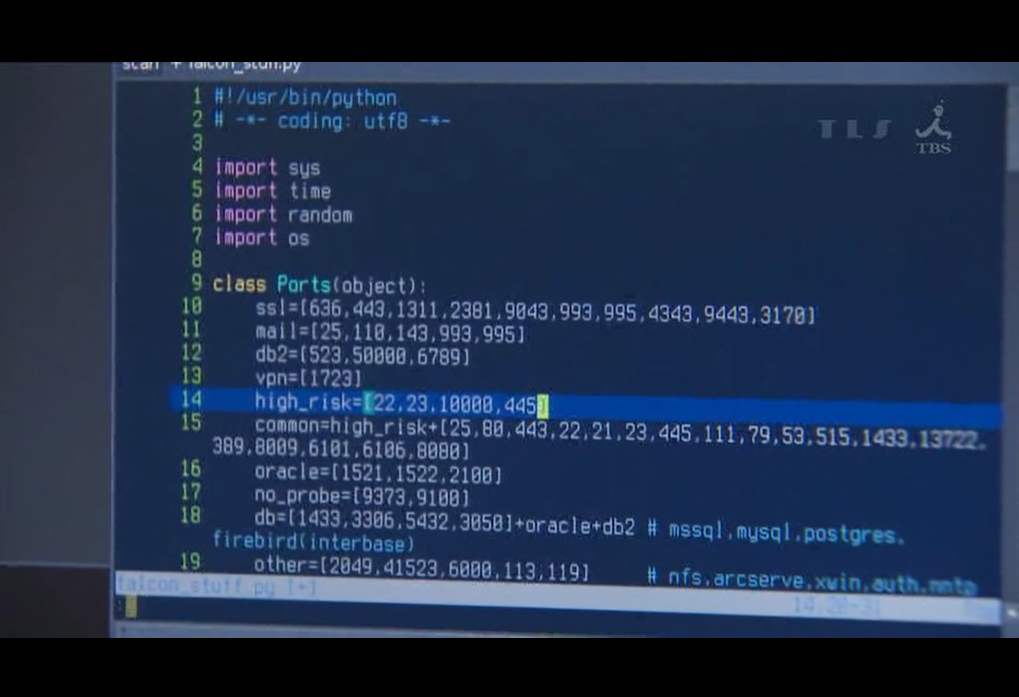 scan + falcon_stuff.py
TLS
TBS
1 #!/usr/bin/python
2 # -*- coding: utf8 -*-
3
4 import sys
5 import time
6 import random
7 import os
8
9 class Ports(object):
10 ssl=[636,443,1311,2381,9043,993,995,4343,9443,3170]
11 mail=[25,110,143,993,995]
12 db2=[523,50000,6789]
13 vpn=[1723]
14 high_risk=[22,23,10000,445]
15 common=high_risk+[25,80,443,22,21,23,445,111,79,53,515,1433,13722,
389,8009,6101,6106,8080]
16 oracle=[1521,1522,2100]
17 no_probe=[9373,9100]
18 db=[1433,3306,5432,3050]+oracle+db2 # mssql,mysql,postgres,
firebird(interbase)
19 other=[2049,41523,6000,113,119] # nfs,arcserve,xwin,auth,nntp
falcon_stuff.py [+]
: